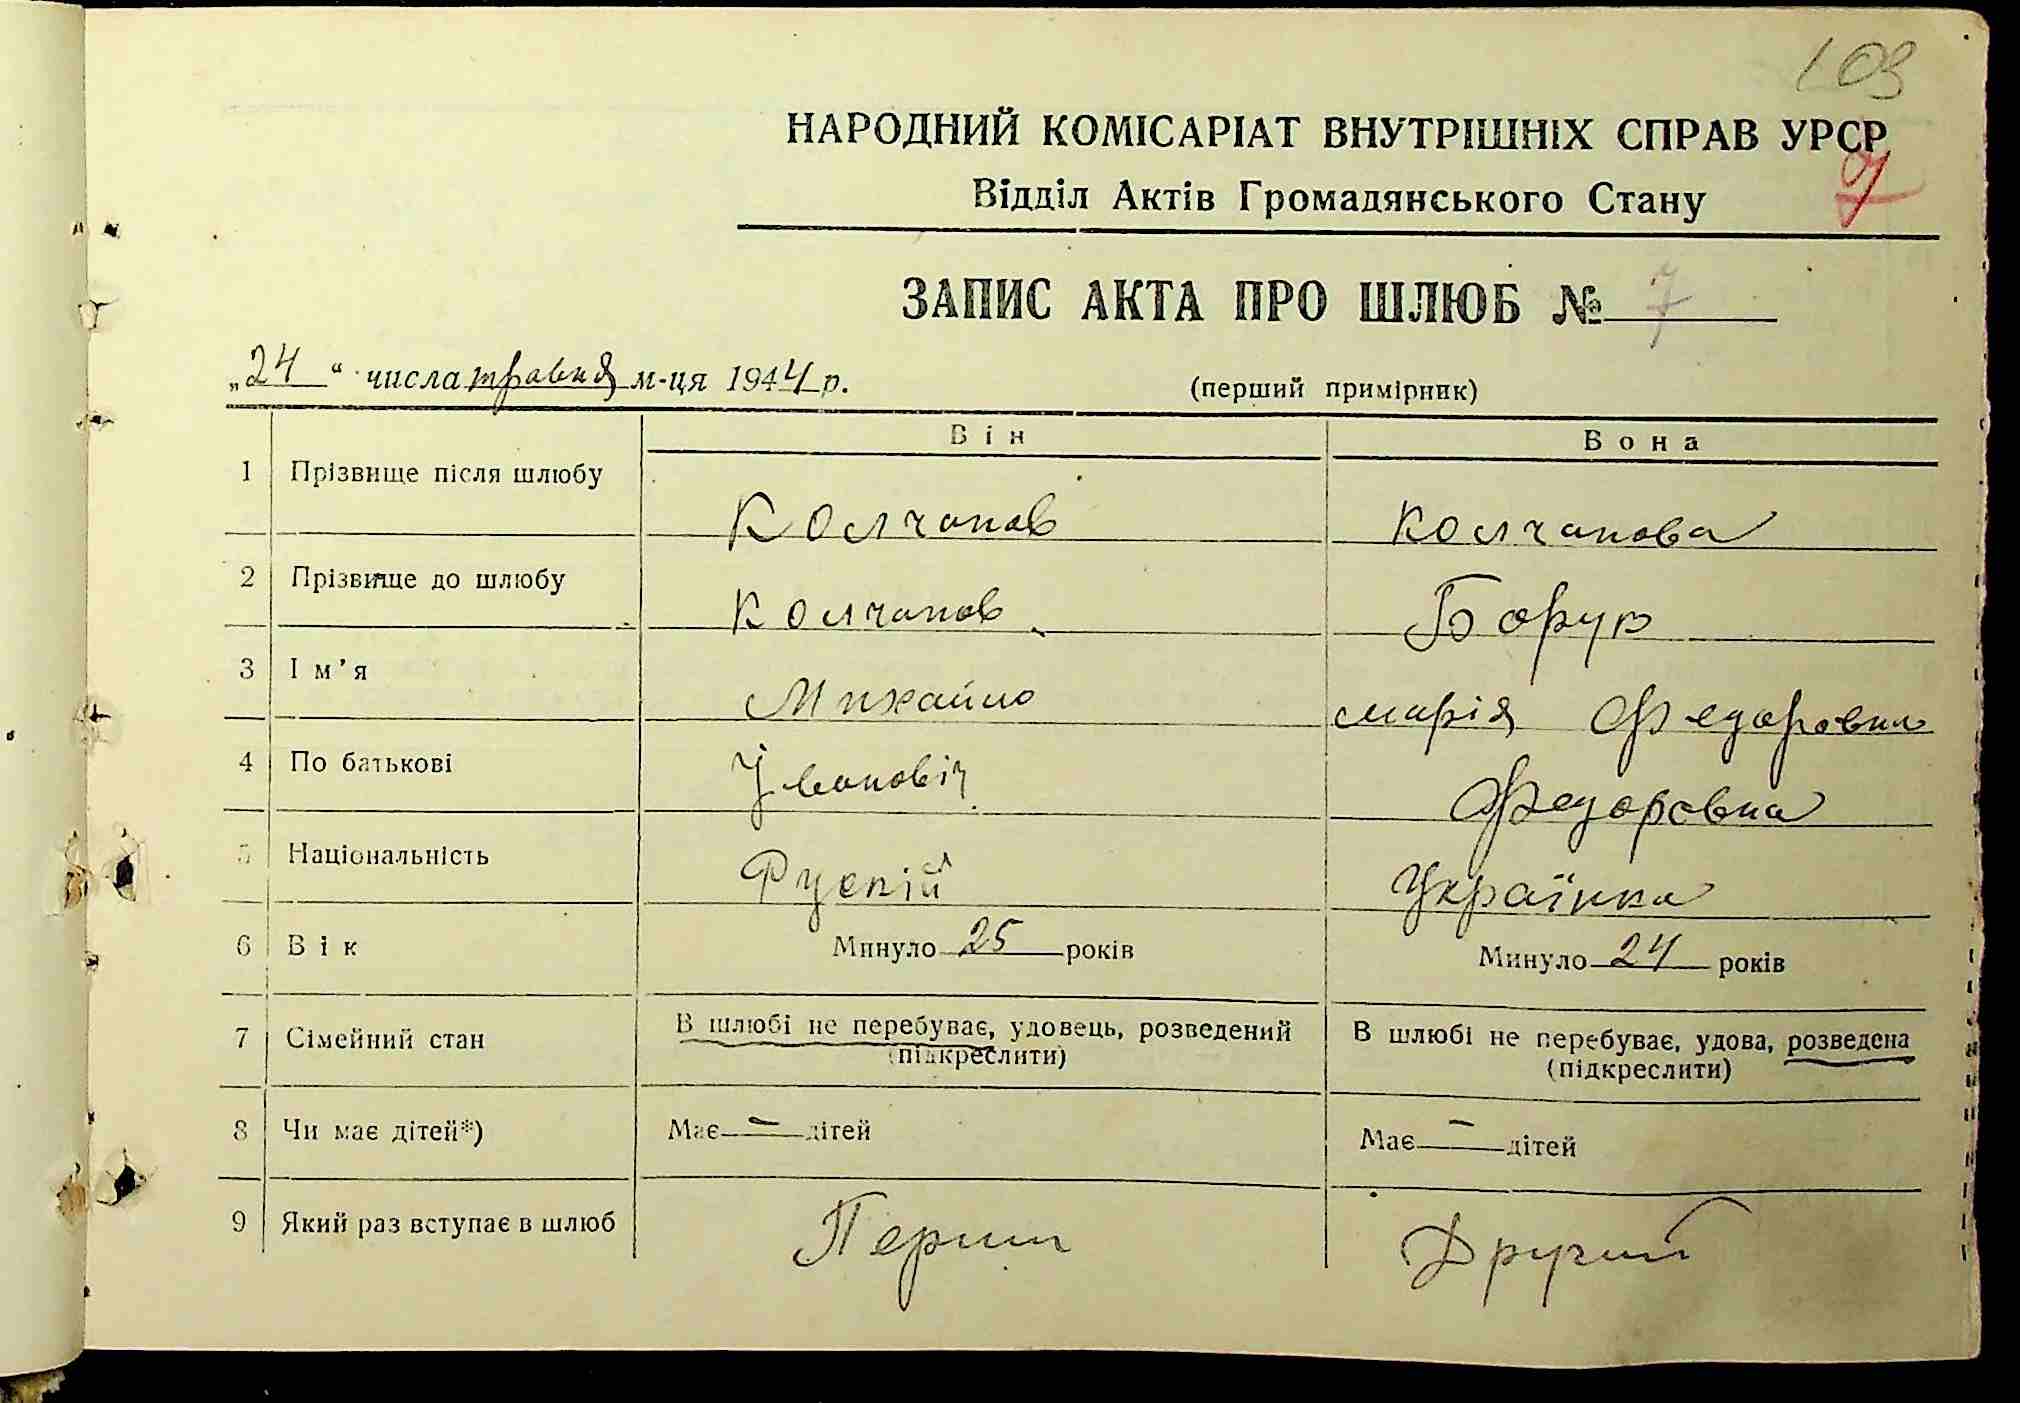 109
НАРОДНИЙ КОМІСАРІАТ ВНУТРІШНІХ СПРАВ УРСР
Відділ Актів Громадянського Стану
ЗАПИС АКТА ПРО ШЛЮБ № 7
„24“ числа травня м-ця 1944 р. (перший примірник)
Він Вона
1 Прізвище після шлюбу Колчанов Колчанова
2 Прізвище до шлюбу Колчанов Борук
3 Ім'я Михайло марія Федоровна
4 По батькові Іванович Федоровна
5 Національність Руский Українка
6 Вік Минуло 25 років Минуло 24 років
7 Сімейний стан В шлюбі не перебуває, удовець, розведений В шлюбі не перебуває, удова, розведена
(підкреслити) (підкреслити)
8 Чи має дітей*) Має — дітей Має — дітей
9 Який раз вступає в шлюб Перший Другий